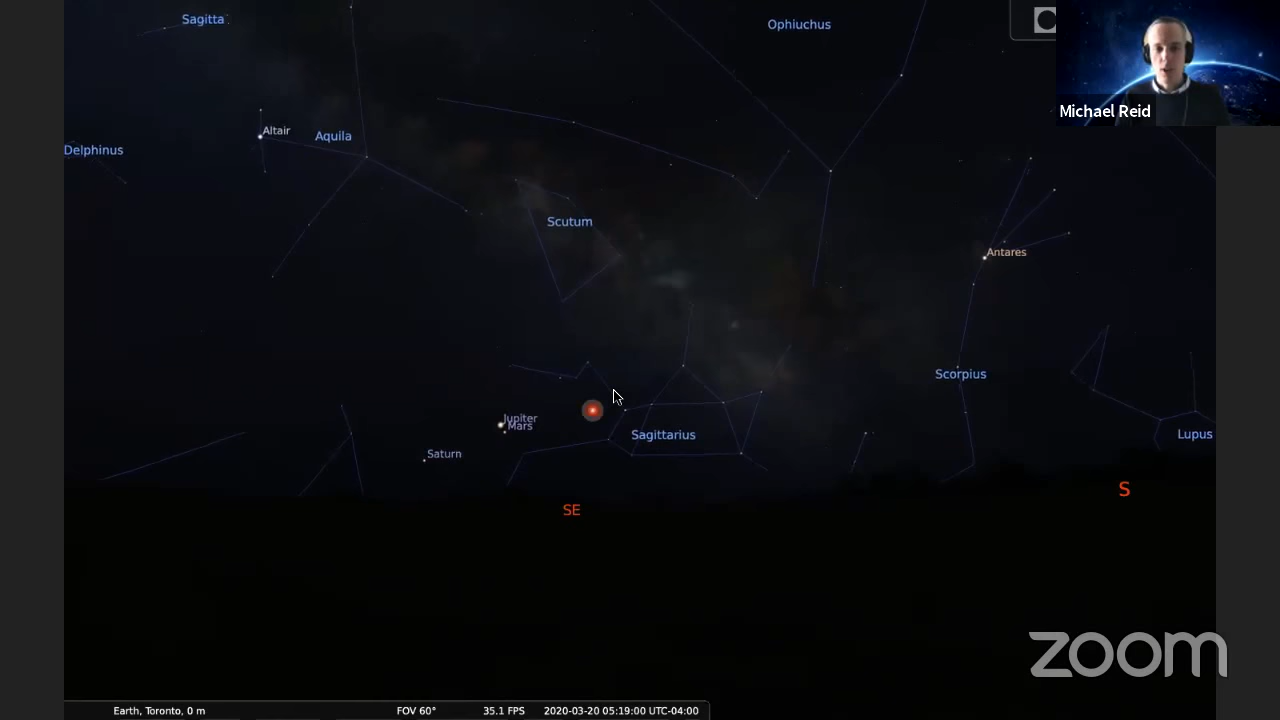 Sagitta
Ophiuchus
Michael Reid
Altair
Aquila
Delphinus
Scutum
Antares
Scorpius
Jupiter
Mars
Sagittarius
Lupus
Saturn
S
SE
zoom
Earth, Toronto, 0 m
FOV 60°
35.1 FPS
2020-03-20 05:19:00 UTC-04:00